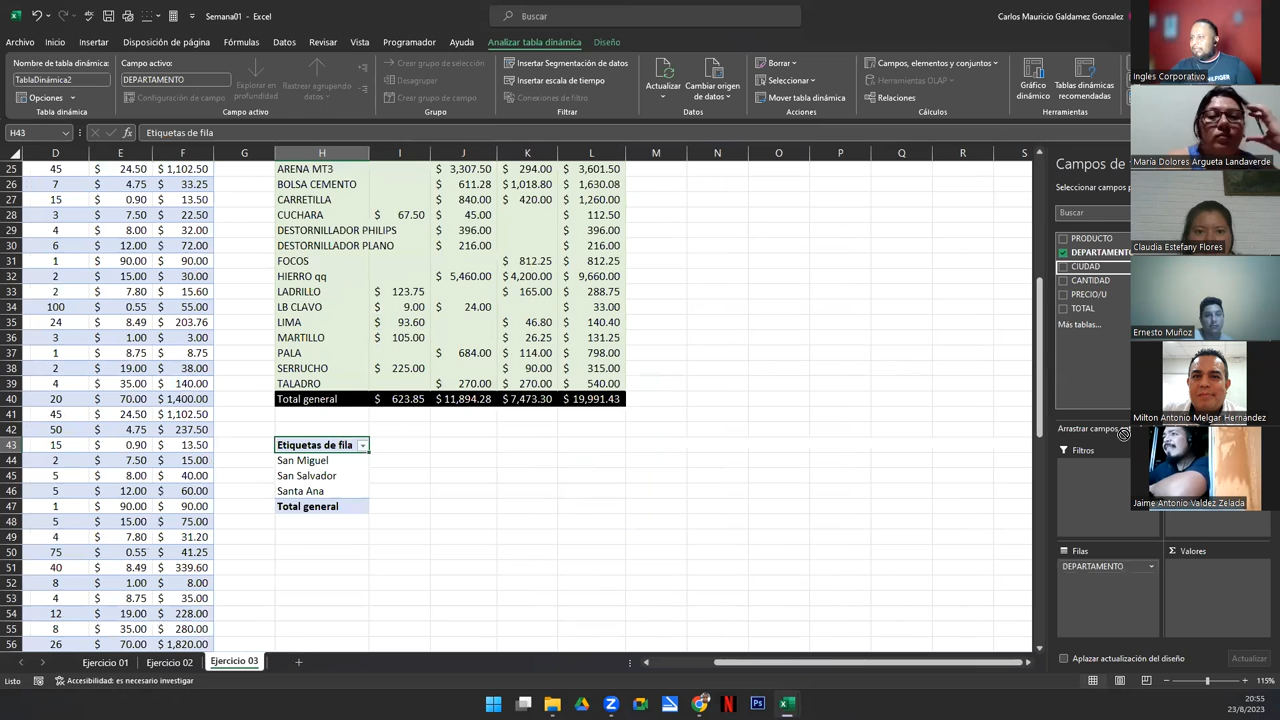 Semana01 - Excel
Buscar
Carlos Mauricio Galdamez Gonzalez
Archivo Inicio Insertar Disposición de página Fórmulas Datos Revisar Vista Programador Ayuda Analizar tabla dinámica Diseño
Nombre de tabla dinámica:
TablaDinámica2
Opciones
Tabla dinámica
Campo activo:
DEPARTAMENTO
Configuración de campo
Explorar en profundidad
Rastrear agrupando datos
Campo activo
Crear grupo de selección
Desagrupar
Crear grupo de campo
Grupo
Insertar Segmentación de datos
Insertar escala de tiempo
Conexiones de filtro
Filtrar
Actualizar
Cambiar origen de datos
Datos
Borrar
Seleccionar
Mover tabla dinámica
Acciones
Campos, elementos y conjuntos
Herramientas OLAP
Relaciones
Cálculos
Gráfico dinámico
Tablas dinámicas recomendadas
Herramientas
H43 fx Etiquetas de fila
D E F G H I J K L M N O P Q R S
25 45 $ 24.50 $ 1,102.50 ARENA MT3 $ 3,307.50 $ 294.00 $ 3,601.50
26 7 $ 4.75 $ 33.25 BOLSA CEMENTO $ 611.28 $ 1,018.80 $ 1,630.08
27 15 $ 0.90 $ 13.50 CARRETILLA $ 840.00 $ 420.00 $ 1,260.00
28 3 $ 7.50 $ 22.50 CUCHARA $ 67.50 $ 45.00 $ 112.50
29 4 $ 8.00 $ 32.00 DESTORNILLADOR PHILIPS $ 396.00 $ 396.00
30 6 $ 12.00 $ 72.00 DESTORNILLADOR PLANO $ 216.00 $ 216.00
31 1 $ 90.00 $ 90.00 FOCOS $ 812.25 $ 812.25
32 2 $ 15.00 $ 30.00 HIERRO qq $ 5,460.00 $ 4,200.00 $ 9,660.00
33 2 $ 7.80 $ 15.60 LADRILLO $ 123.75 $ 165.00 $ 288.75
34 100 $ 0.55 $ 55.00 LB CLAVO $ 9.00 $ 24.00 $ 33.00
35 24 $ 8.49 $ 203.76 LIMA $ 93.60 $ 46.80 $ 140.40
36 3 $ 1.00 $ 3.00 MARTILLO $ 105.00 $ 26.25 $ 131.25
37 1 $ 8.75 $ 8.75 PALA $ 684.00 $ 114.00 $ 798.00
38 2 $ 19.00 $ 38.00 SERRUCHO $ 225.00 $ 90.00 $ 315.00
39 4 $ 35.00 $ 140.00 TALADRO $ 270.00 $ 270.00 $ 540.00
40 20 $ 70.00 $ 1,400.00 Total general $ 623.85 $ 11,894.28 $ 7,473.30 $ 19,991.43
41 45 $ 24.50 $ 1,102.50
42 50 $ 4.75 $ 237.50
43 15 $ 0.90 $ 13.50 Etiquetas de fila
44 2 $ 7.50 $ 15.00 San Miguel
45 5 $ 8.00 $ 40.00 San Salvador
46 5 $ 12.00 $ 60.00 Santa Ana
47 1 $ 90.00 $ 90.00 Total general
48 5 $ 15.00 $ 75.00
49 4 $ 7.80 $ 31.20
50 75 $ 0.55 $ 41.25
51 40 $ 8.49 $ 339.60
52 8 $ 1.00 $ 8.00
53 4 $ 8.75 $ 35.00
54 12 $ 19.00 $ 228.00
55 8 $ 35.00 $ 280.00
56 26 $ 70.00 $ 1,820.00
Campos de
Seleccionar campos
Buscar
PRODUCTO
DEPARTAMENTO
CIUDAD
CANTIDAD
PRECIO/U
TOTAL
Más tablas...
Arrastrar campos
Filtros
Filas
Σ Valores
DEPARTAMENTO
Aplazar actualización del diseño
Actualizar
Ingles Corporativo
María Dolores Argueta Landaverde
Claudia Estefany Flores
Ernesto Muñoz
Milton Antonio Melgar Hernández
Jaime Antonio Valdez Zelada
Ejercicio 01 Ejercicio 02 Ejercicio 03
Listo
Accesibilidad: es necesario investigar
115%
20:55
23/8/2023